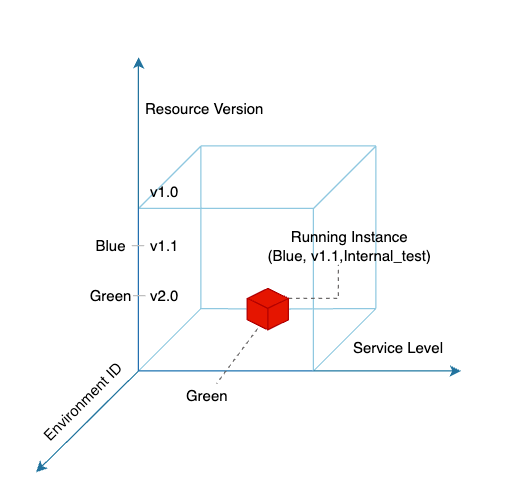 Resource Version
v1.0
Blue
v1.1
Running Instance
(Blue, v1.1,Internal_test)
Green
v2.0
Service Level
Environment ID
Green